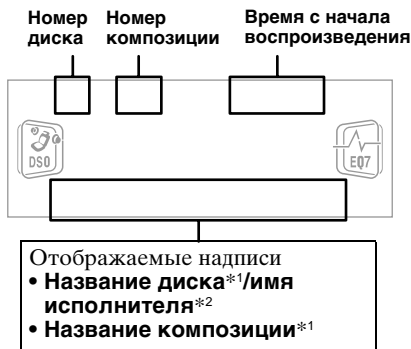 Номер диска
Номер композиции
Время с начала воспроизведения
DSO
EQ7
Отображаемые надписи
• Название диска*1/имя
исполнителя*2
• Название композиции*1